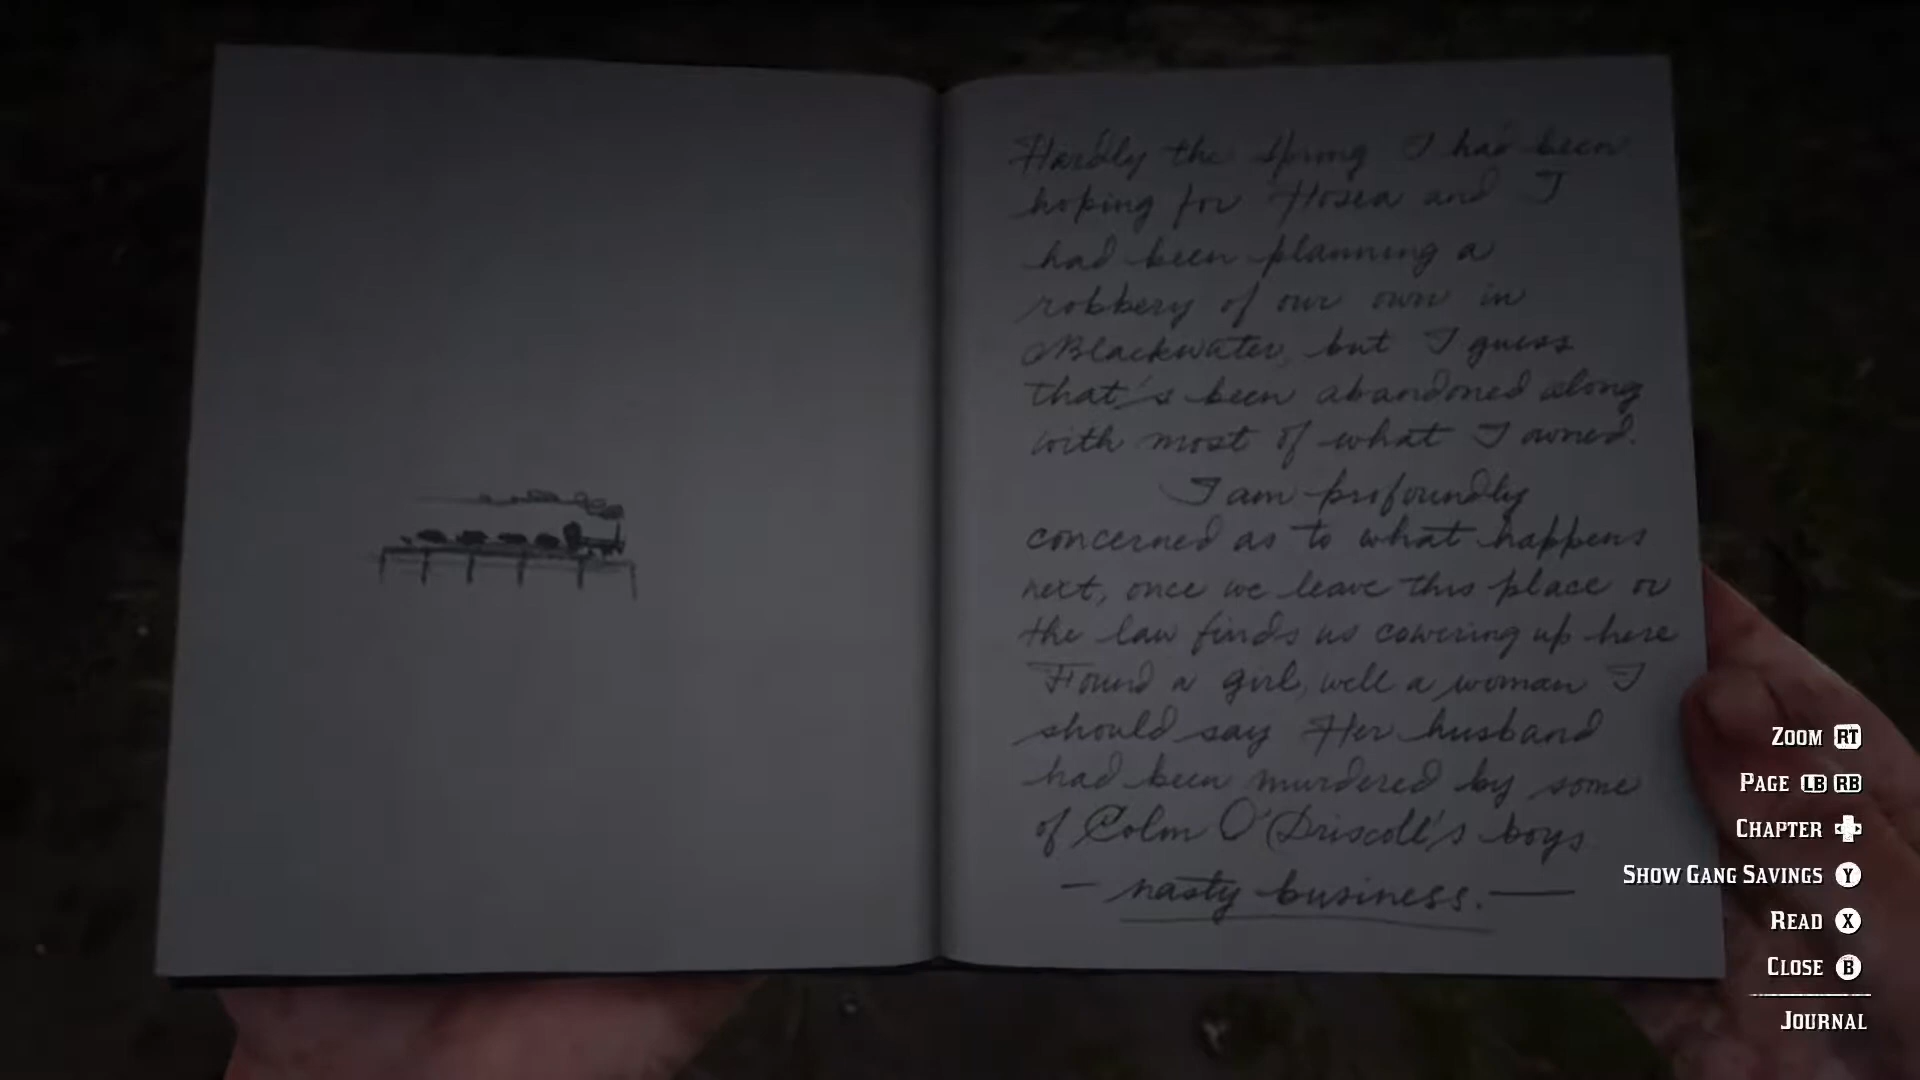 Hardly the Spring I had been
hoping for Hosea and I
had been planning a
robbery of our own in
Blackwater, but I guess
that's been abandoned along
with most of what I owned.
I am profoundly
concerned as to what happens
next, once we leave this place or
the law finds us cowering up here
Found a girl, well a woman I
should say Her husband
had been murdered by some
of Colm O'Driscoll's boys
— nasty business. —
ZOOM RT
PAGE LB RB
CHAPTER
SHOW GANG SAVINGS Y
READ X
CLOSE B
JOURNAL